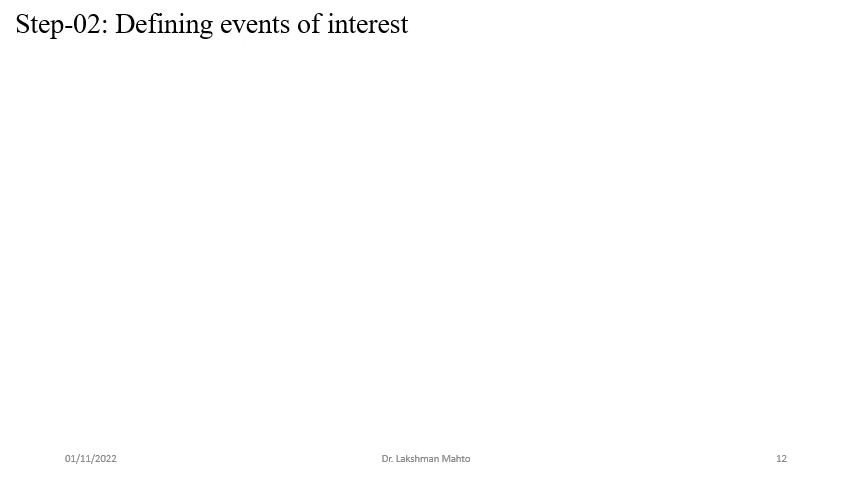 Step-02: Defining events of interest
01/11/2022
Dr. Lakshman Mahto
12